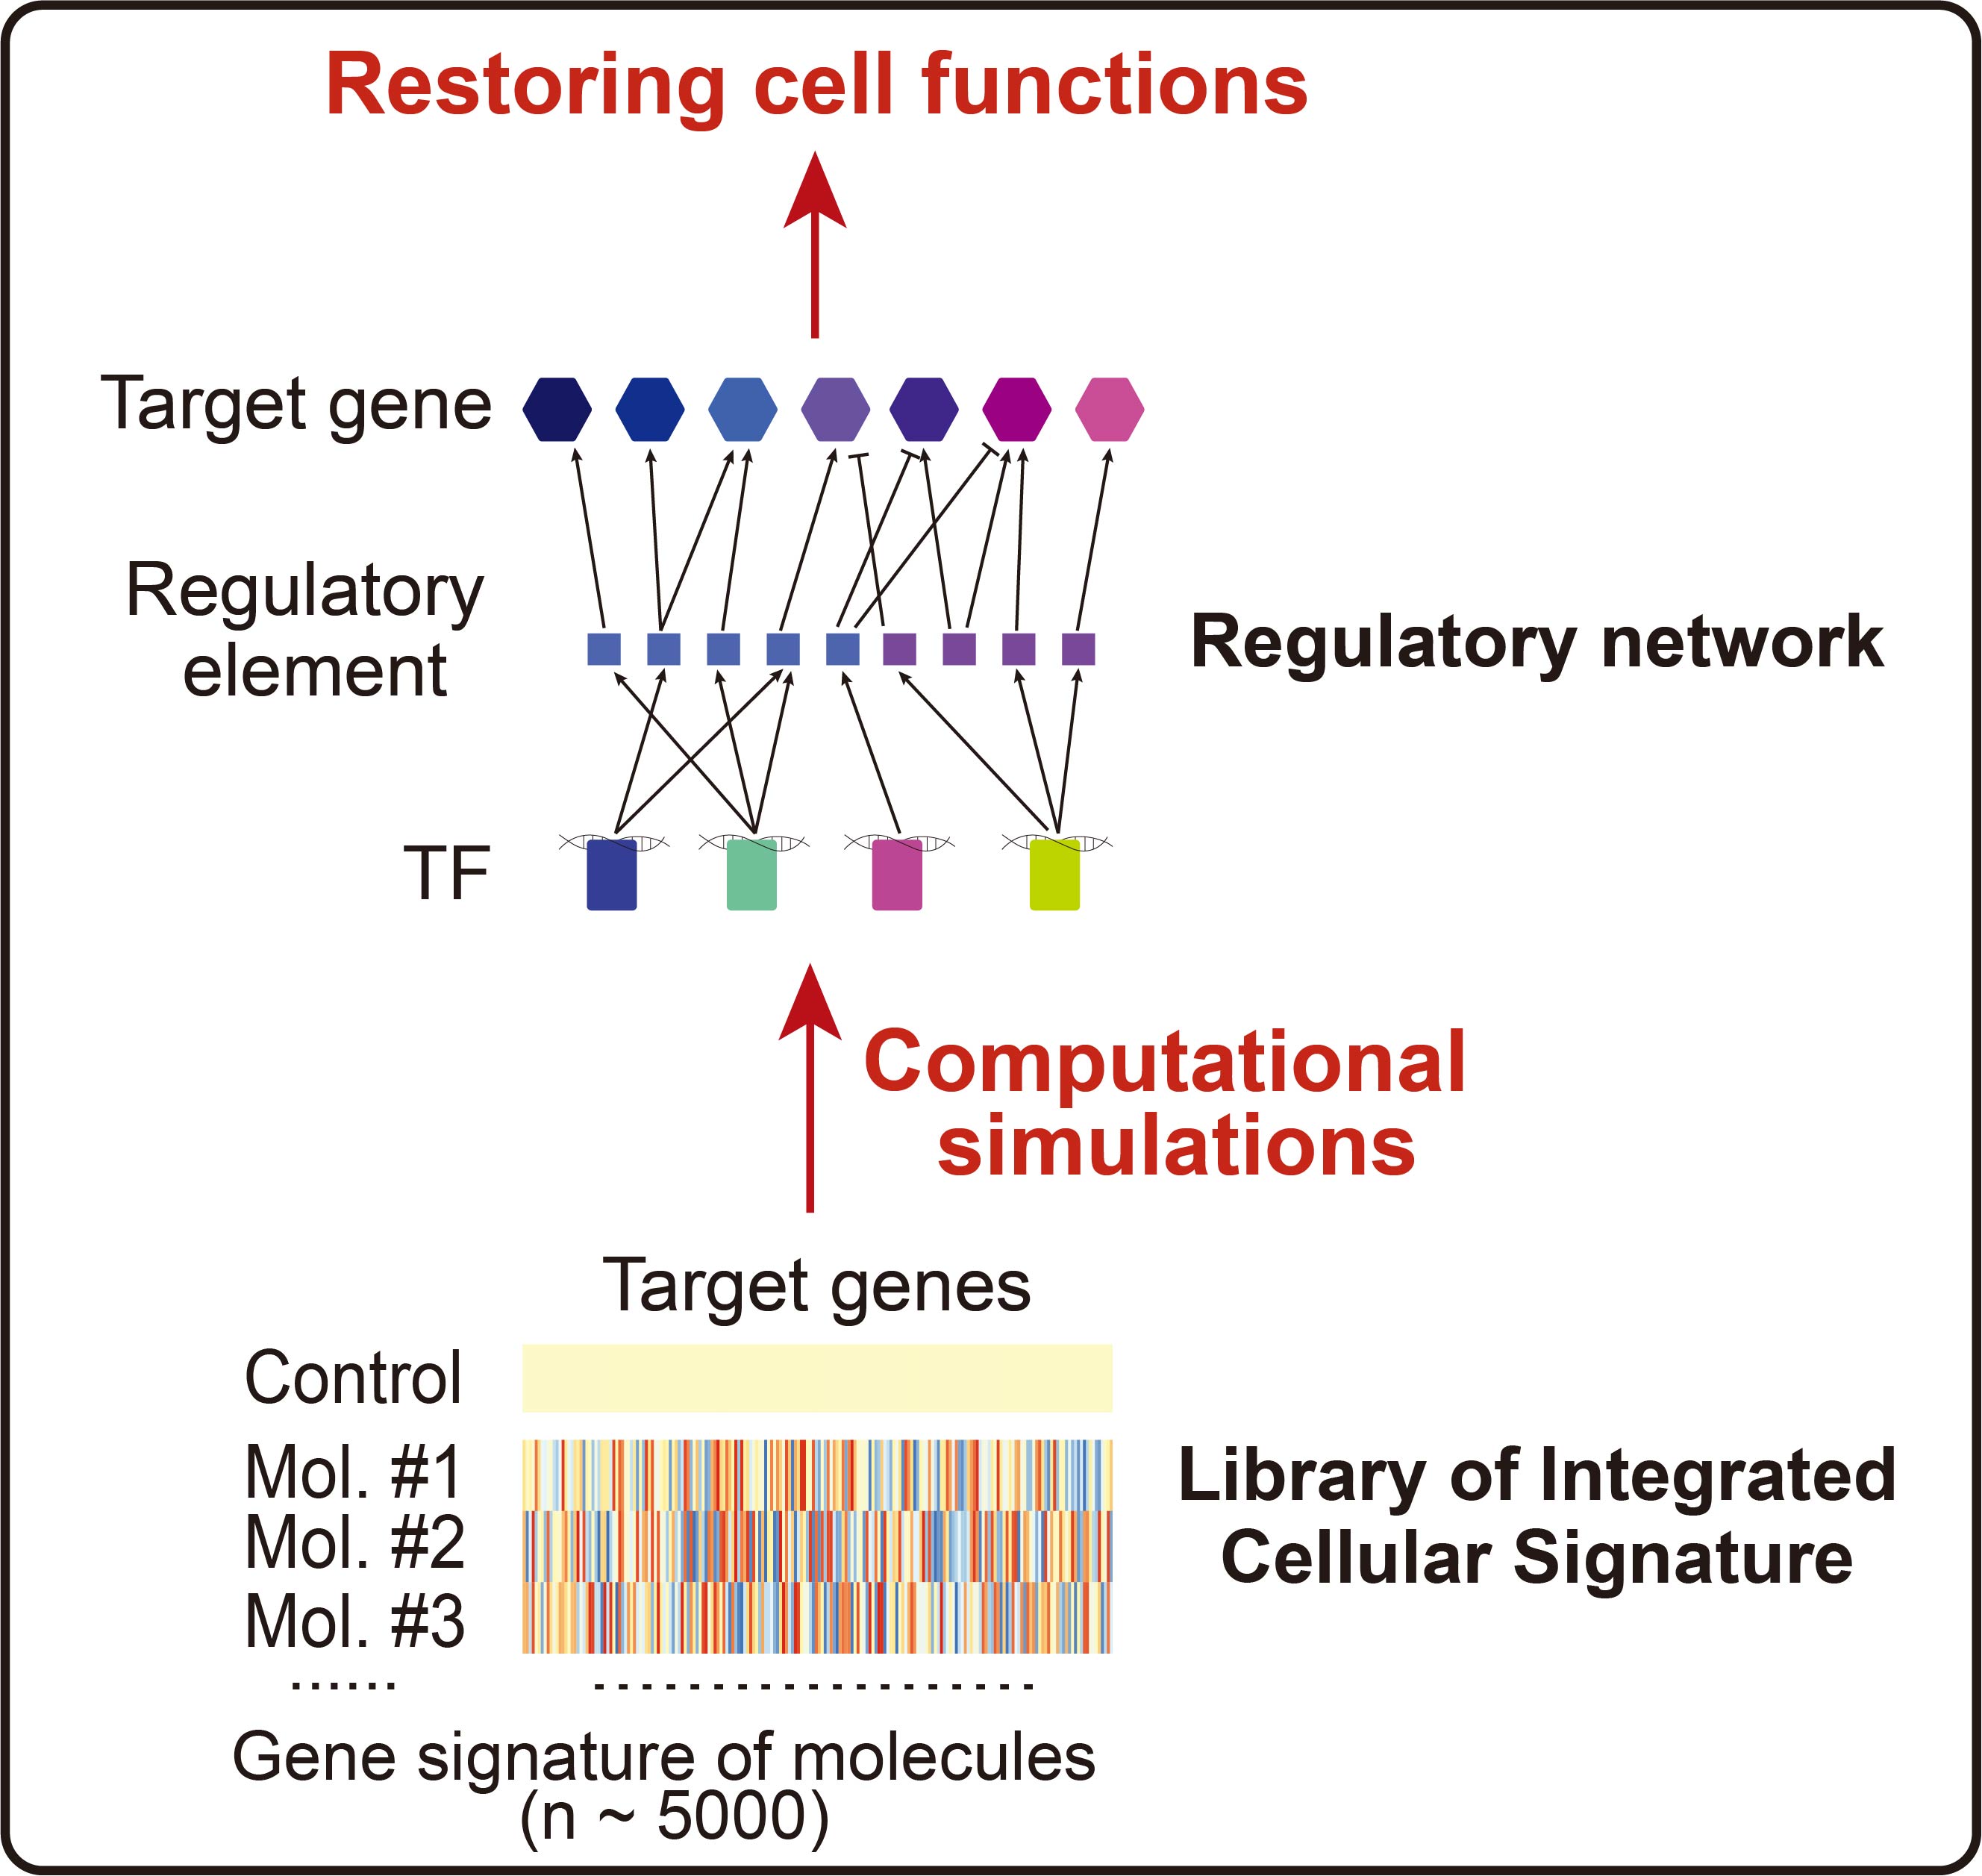 Restoring cell functions
Target gene
Regulatory
element
Regulatory network
TF
Computational
simulations
Target genes
Control
Mol. #1
Mol. #2
Mol. #3
......
Library of Integrated
Cellular Signature
Gene signature of molecules
(n ~ 5000)